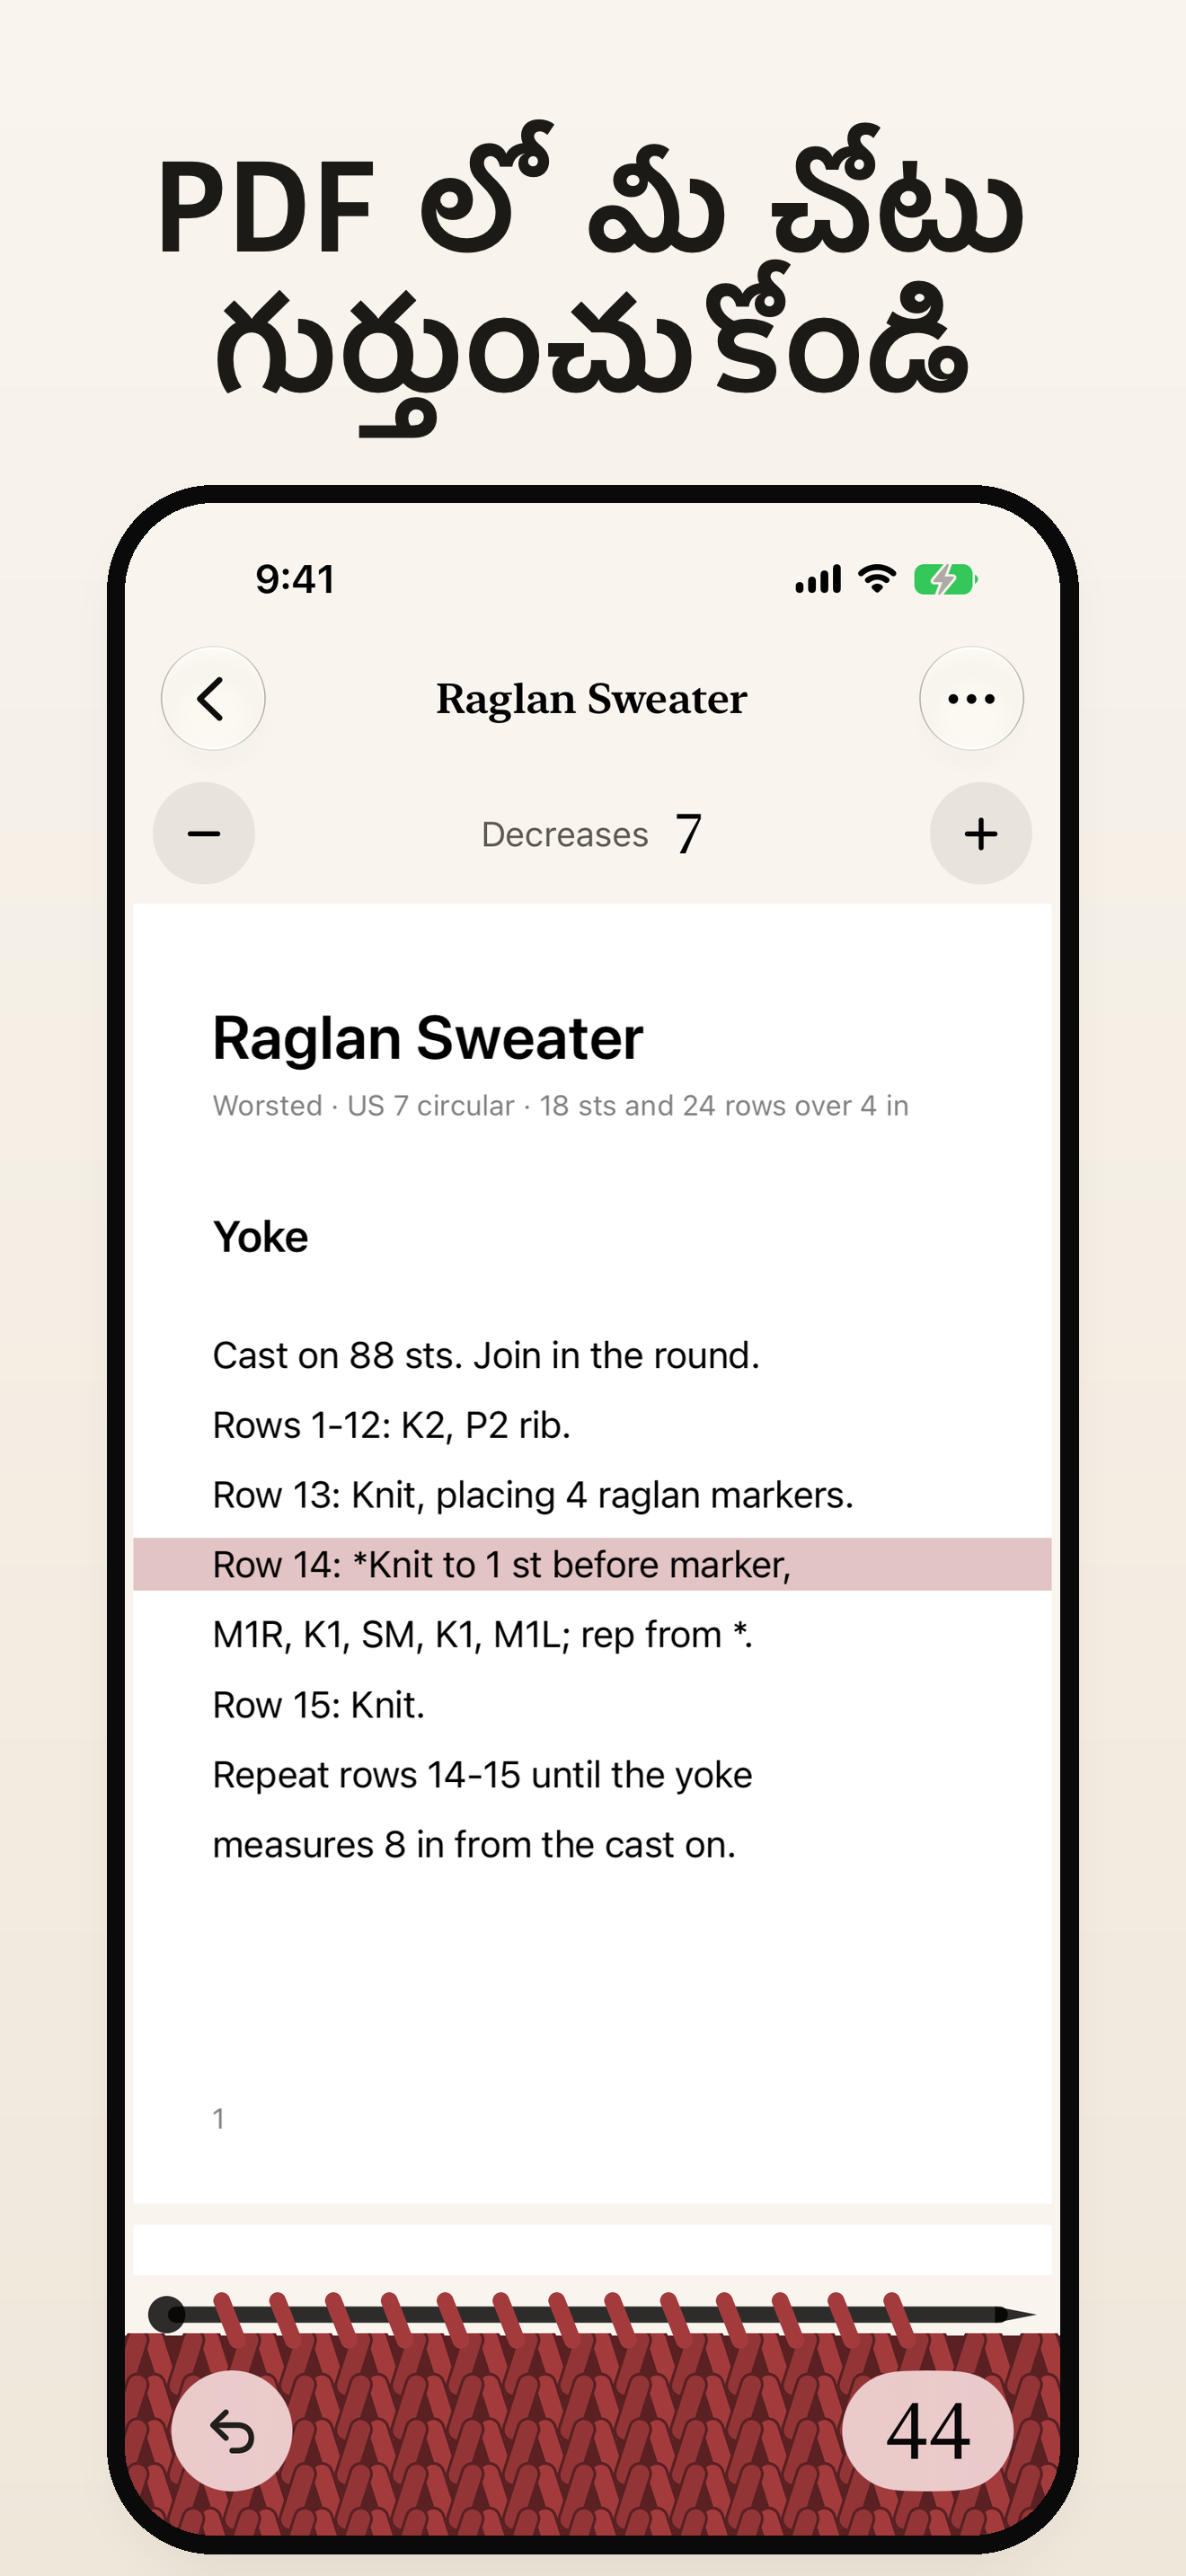 PDF లో మీ చోటు
గుర్తుంచుకోండి
9:41
Raglan Sweater
Decreases 7
Raglan Sweater
Worsted · US 7 circular · 18 sts and 24 rows over 4 in
Yoke
Cast on 88 sts. Join in the round.
Rows 1-12: K2, P2 rib.
Row 13: Knit, placing 4 raglan markers.
Row 14: *Knit to 1 st before marker,
M1R, K1, SM, K1, M1L; rep from *.
Row 15: Knit.
Repeat rows 14-15 until the yoke
measures 8 in from the cast on.
1
44